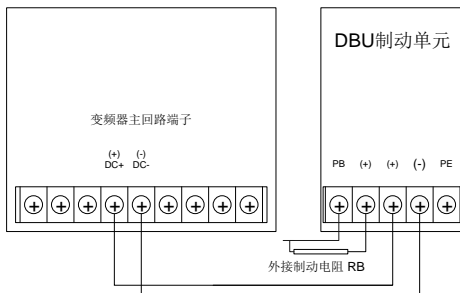 DBU制动单元
变频器主回路端子
(+) (-)
DC+ DC-
PB (+) (+) (-) PE
外接制动电阻 RB